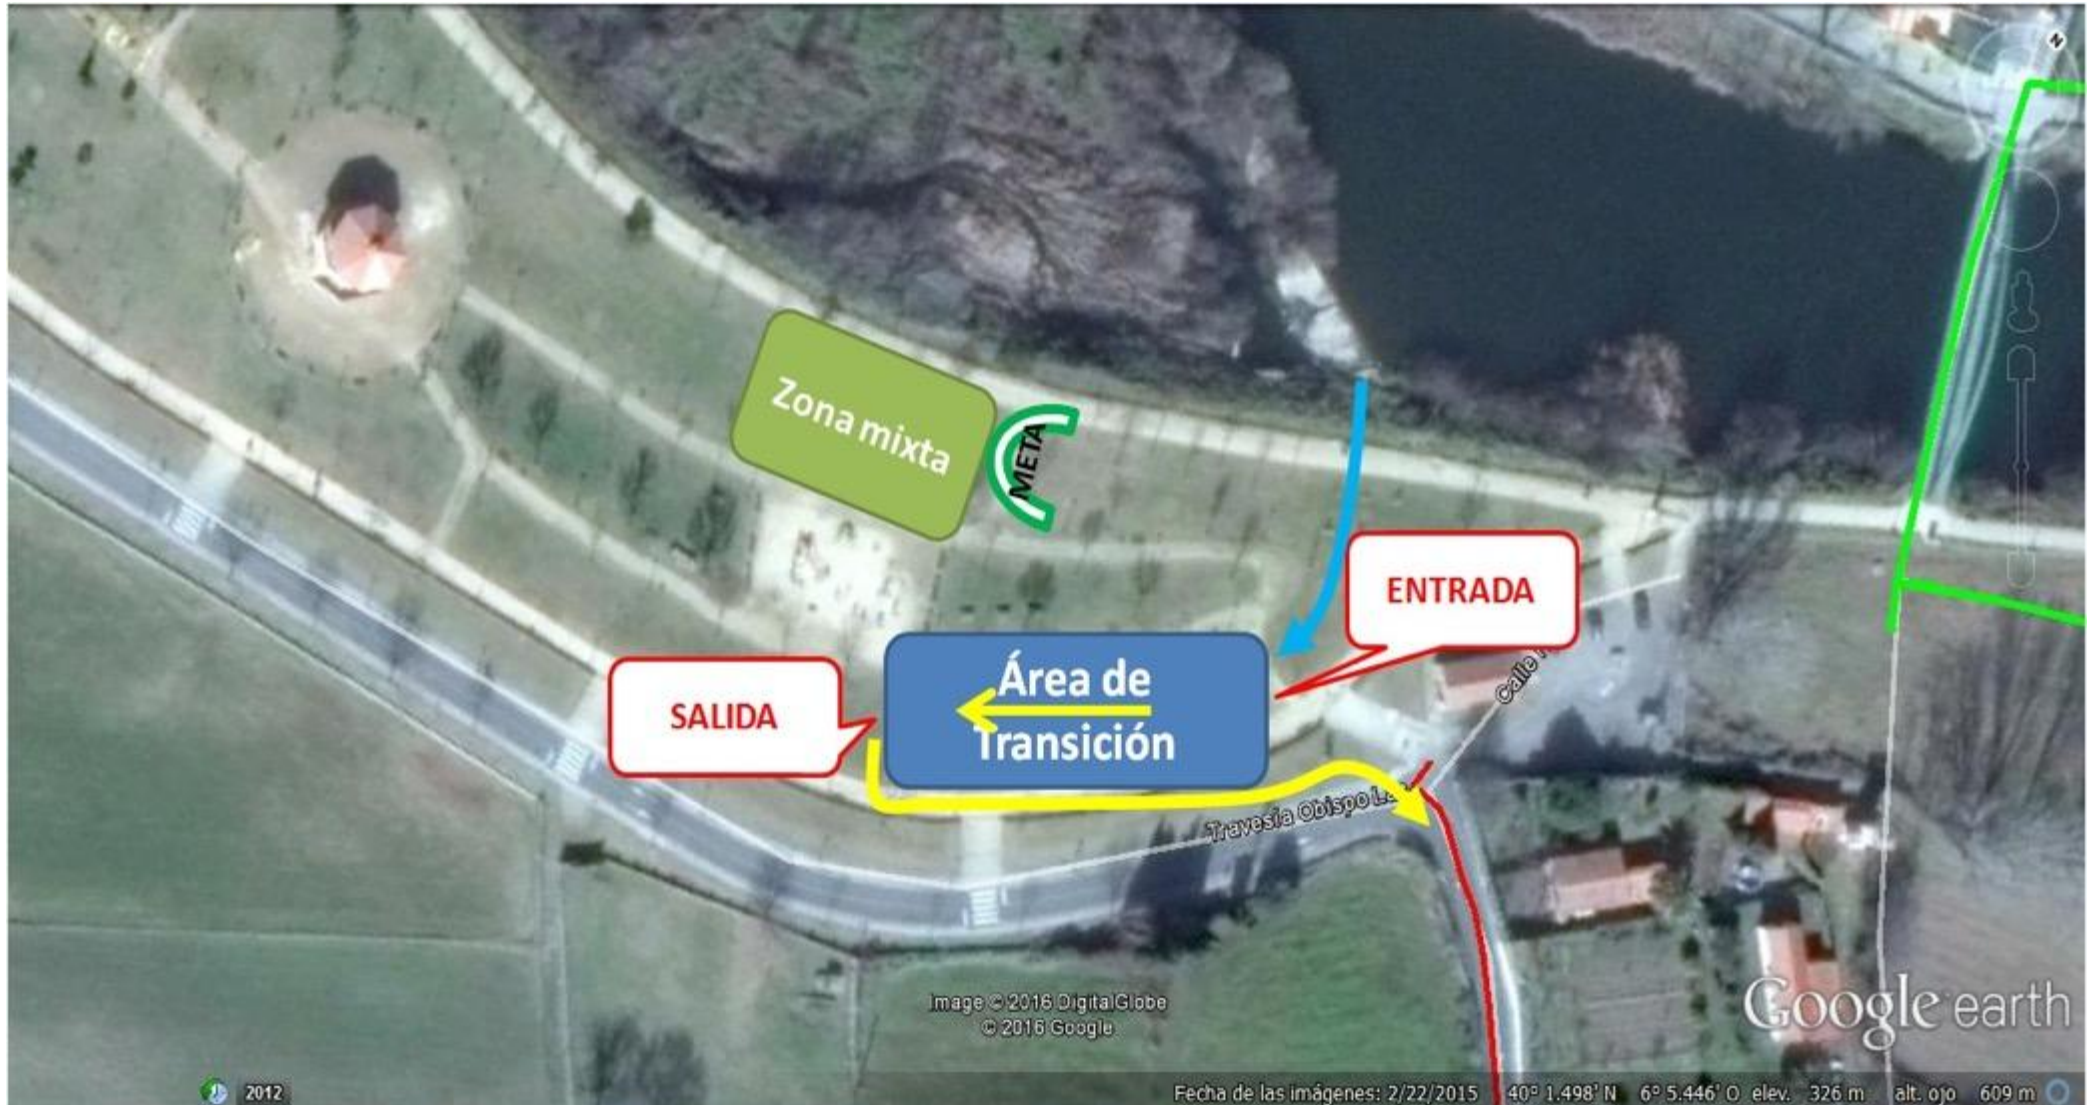 N
Zona mixta
META
ENTRADA
Área de
Transición
SALIDA
Calle
Travesía Obispo
Image © 2016 DigitalGlobe
© 2016 Google
Google earth
2012
Fecha de las imágenes: 2/22/2015 40° 1.498' N 6° 5.446' O elev. 326 m alt. ojo 609 m